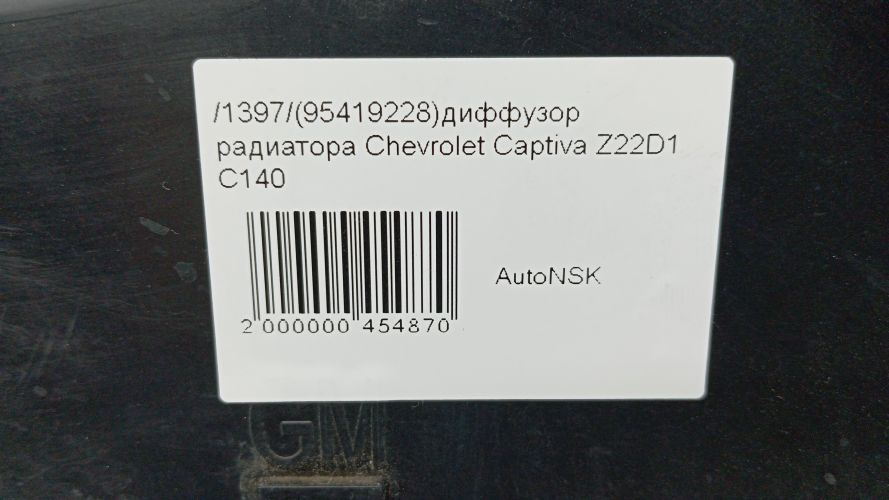 /1397/(95419228)диффузор
радиатора Chevrolet Captiva Z22D1
C140
AutoNSK
2 000000 454870
GM